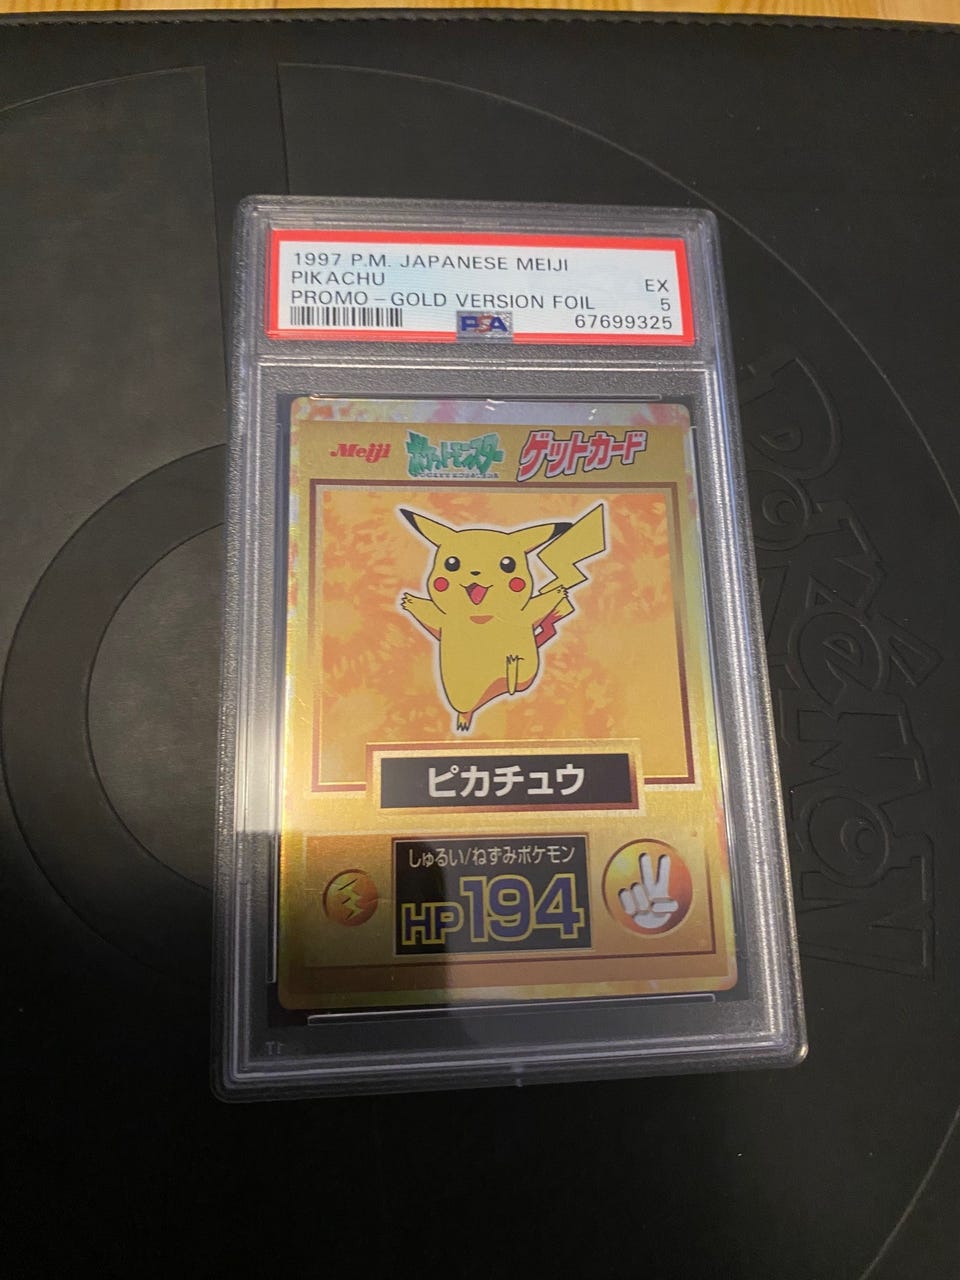 1997 P.M. JAPANESE MEIJI
PIKACHU EX
PROMO – GOLD VERSION FOIL 5
PSA 67699325
Meiji ポケットモンスター ゲットカード
ピカチュウ
しゅるい/ねずみポケモン
HP194
POKéMON